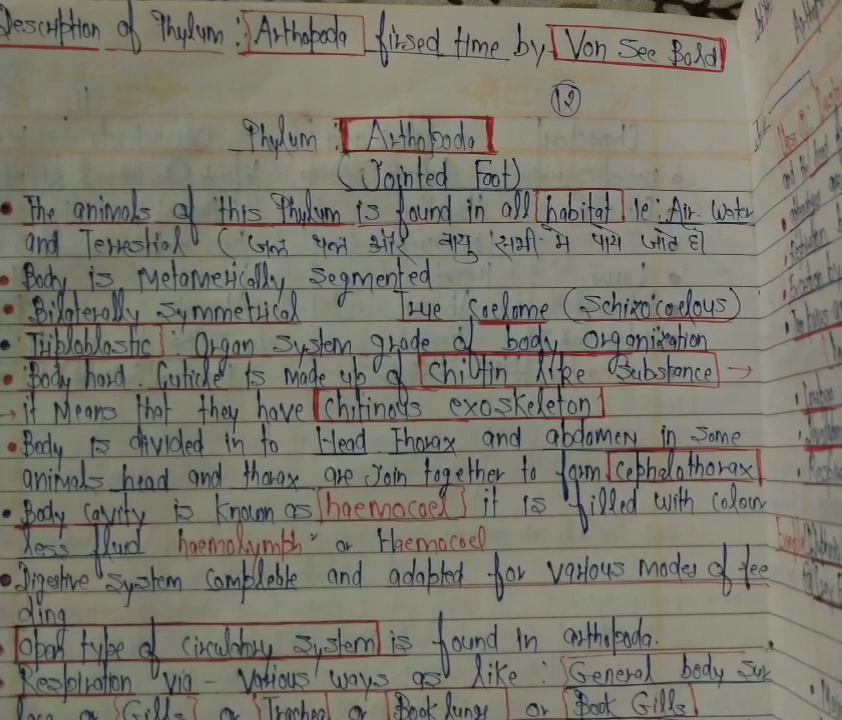 Description of Phylum : Arthopoda firsed time by Von See Bold
12
Phylum : Arthopoda
(Jointed Foot)
• The animals of this Phylum is found in all habitat ie: Air. Water
and Terrestial ( जल थल और वायु सभी मे पाये जाते है)
• Body is Metamerically Segmented
• Bilaterally Symmetrical True Coelome (Schizocoelous)
• Tribloblastic : Organ System grade of body organization
• Body hard. Cuticle is made up of Chiltin like Substance →
→ it Means that they have chitinoys exoskeleton
• Body is divided in to Head Thorax and abdomen in some
animals head and thorax are Join together to form cephalothorax
• Body cavity is known as haemocoel it is filled with colour
less fluid haemolymph" or Haemocoel
• Digestive System complebte and adapted for various modes of fee
ding
Open type of circulatory System is found in arthopoda.
• Respiration via - Various ways as like : General body Sur
Gills or Trachea or Book lungs or Book Gills